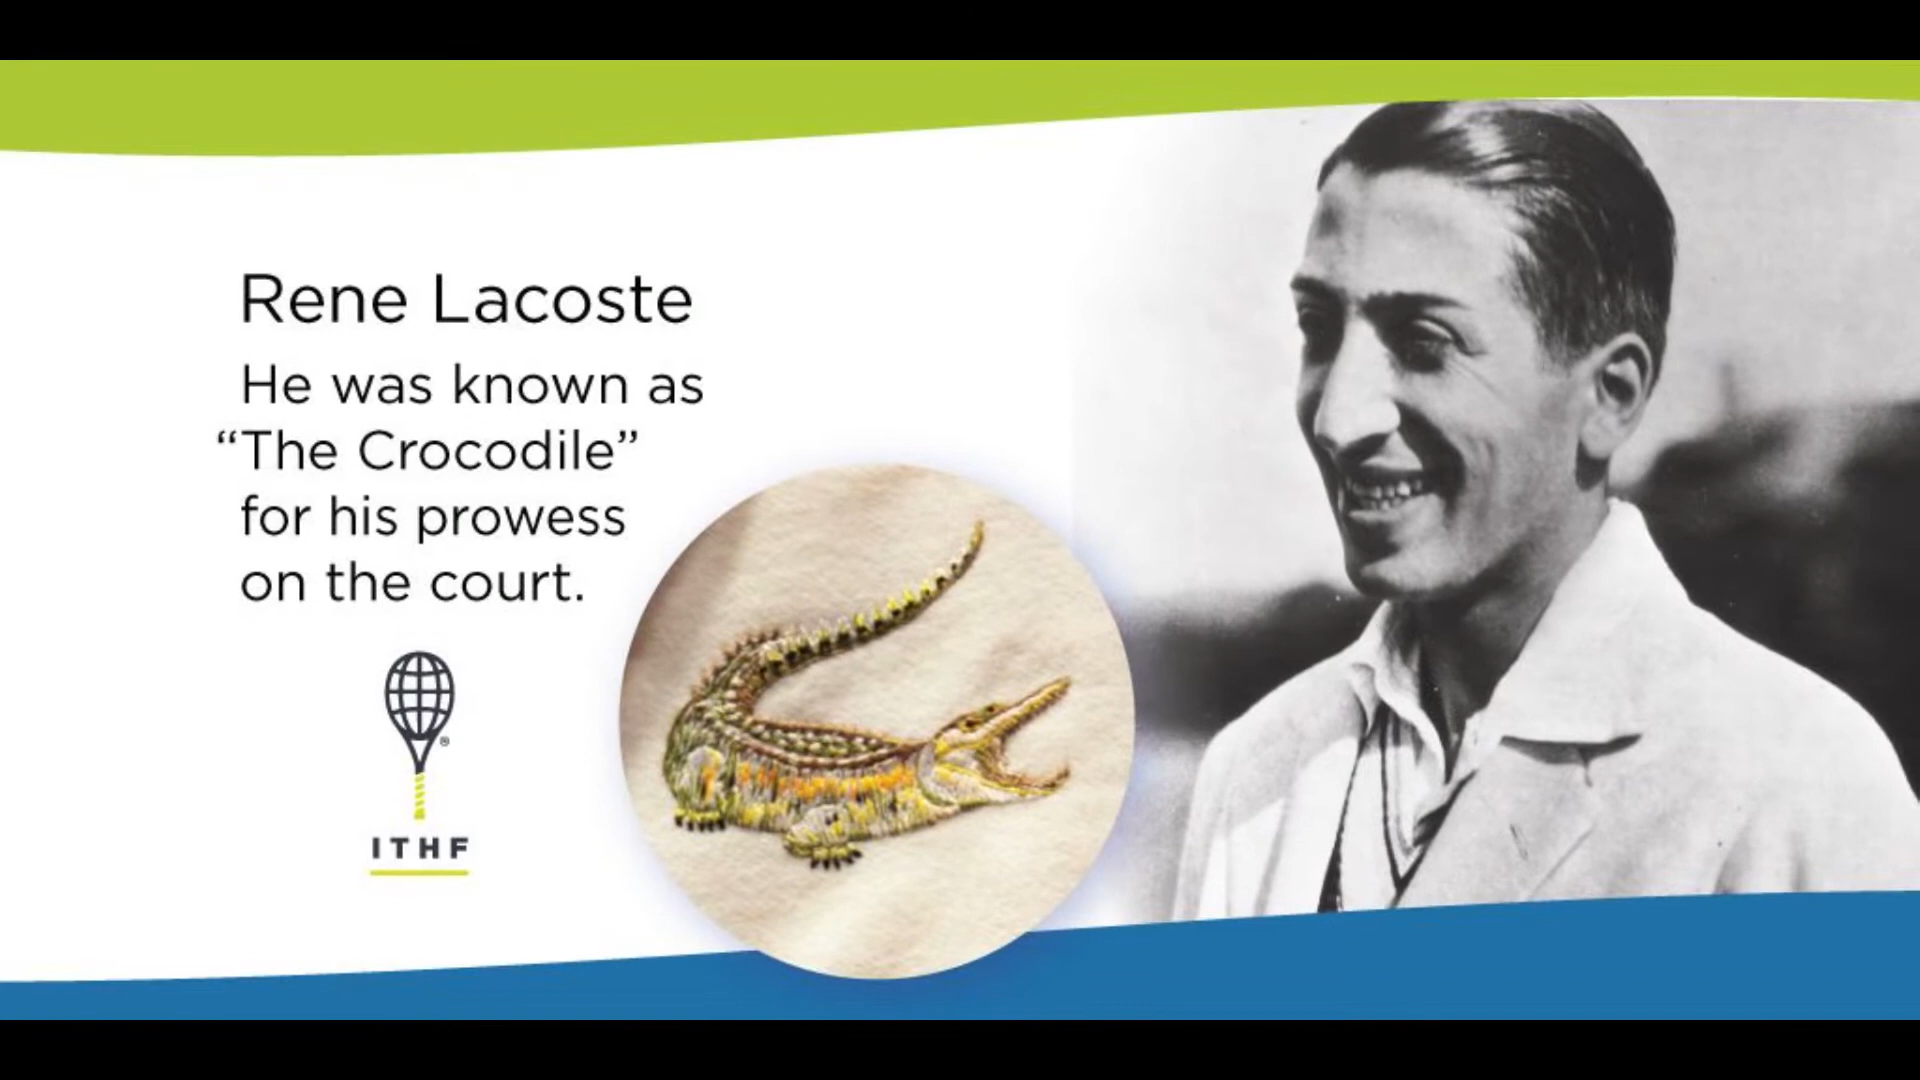 Rene Lacoste
He was known as
“The Crocodile”
for his prowess
on the court.
®
ITHF